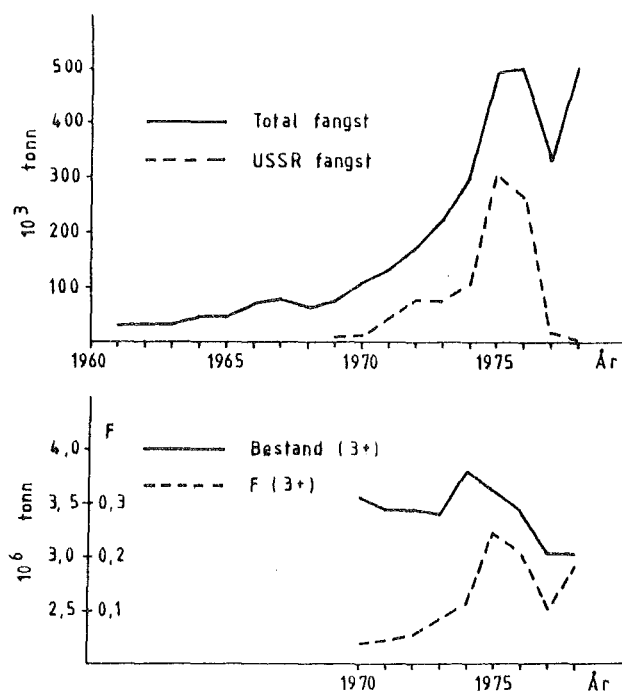 500
400
300
200
100
10³ tonn
Total fangst
USSR fangst
1960
1965
1970
1975
År
F
4,0
3,5
3,0
2,5
0,3
0,2
0,1
10⁶ tonn
Bestand (3+)
F (3+)
1970
1975
År